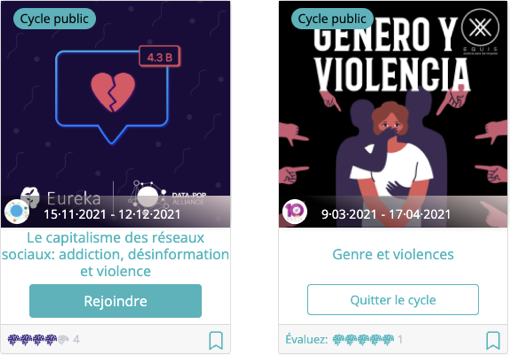 Cycle public
4.3 B
Eureka
DATA-POP
ALLIANCE
15·11·2021 - 12·12·2021
Le capitalisme des réseaux
sociaux: addiction, désinformation
et violence
Rejoindre
4
Cycle public
GÉNERO Y
VIOLENCIA
EQUIS
9·03·2021 - 17·04·2021
Genre et violences
Quitter le cycle
Évaluez:
1